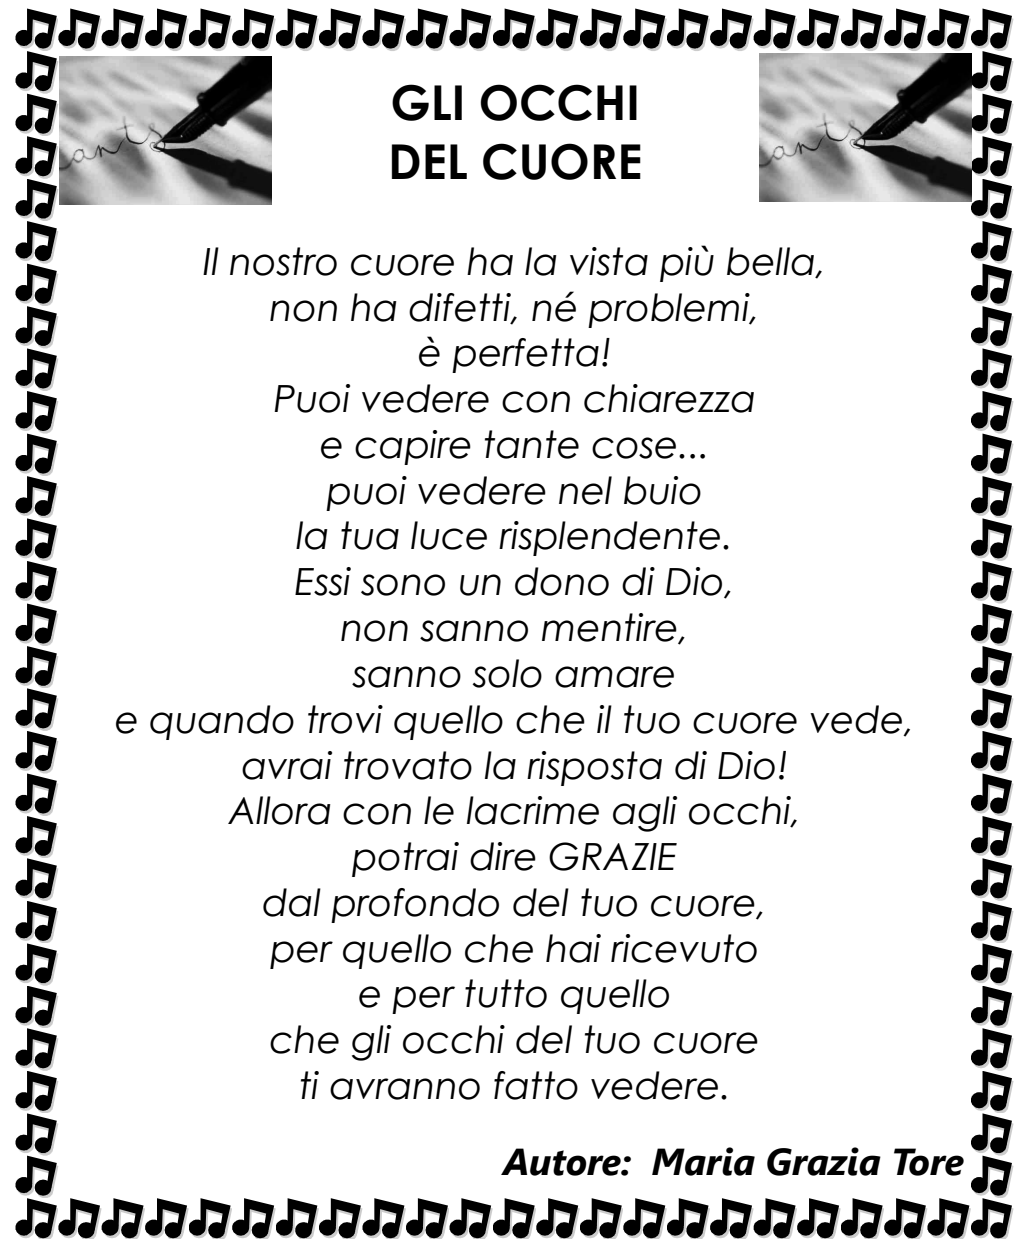 GLI OCCHI
DEL CUORE
Il nostro cuore ha la vista più bella,
non ha difetti, né problemi,
è perfetta!
Puoi vedere con chiarezza
e capire tante cose...
puoi vedere nel buio
la tua luce risplendente.
Essi sono un dono di Dio,
non sanno mentire,
sanno solo amare
e quando trovi quello che il tuo cuore vede,
avrai trovato la risposta di Dio!
Allora con le lacrime agli occhi,
potrai dire GRAZIE
dal profondo del tuo cuore,
per quello che hai ricevuto
e per tutto quello
che gli occhi del tuo cuore
ti avranno fatto vedere.
Autore: Maria Grazia Tore